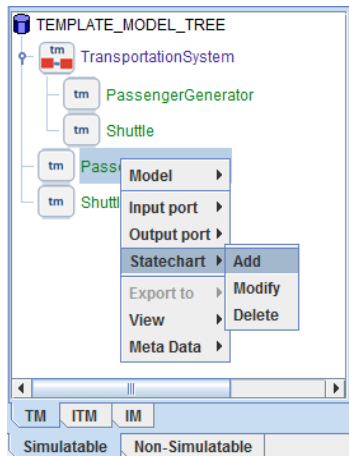 TEMPLATE_MODEL_TREE
tm TransportationSystem
tm PassengerGenerator
tm Shuttle
tm Pass
tm Shuttl
Model
Input port
Output port
Statechart
Export to
View
Meta Data
Add
Modify
Delete
TM ITM IM
Simulatable Non-Simulatable